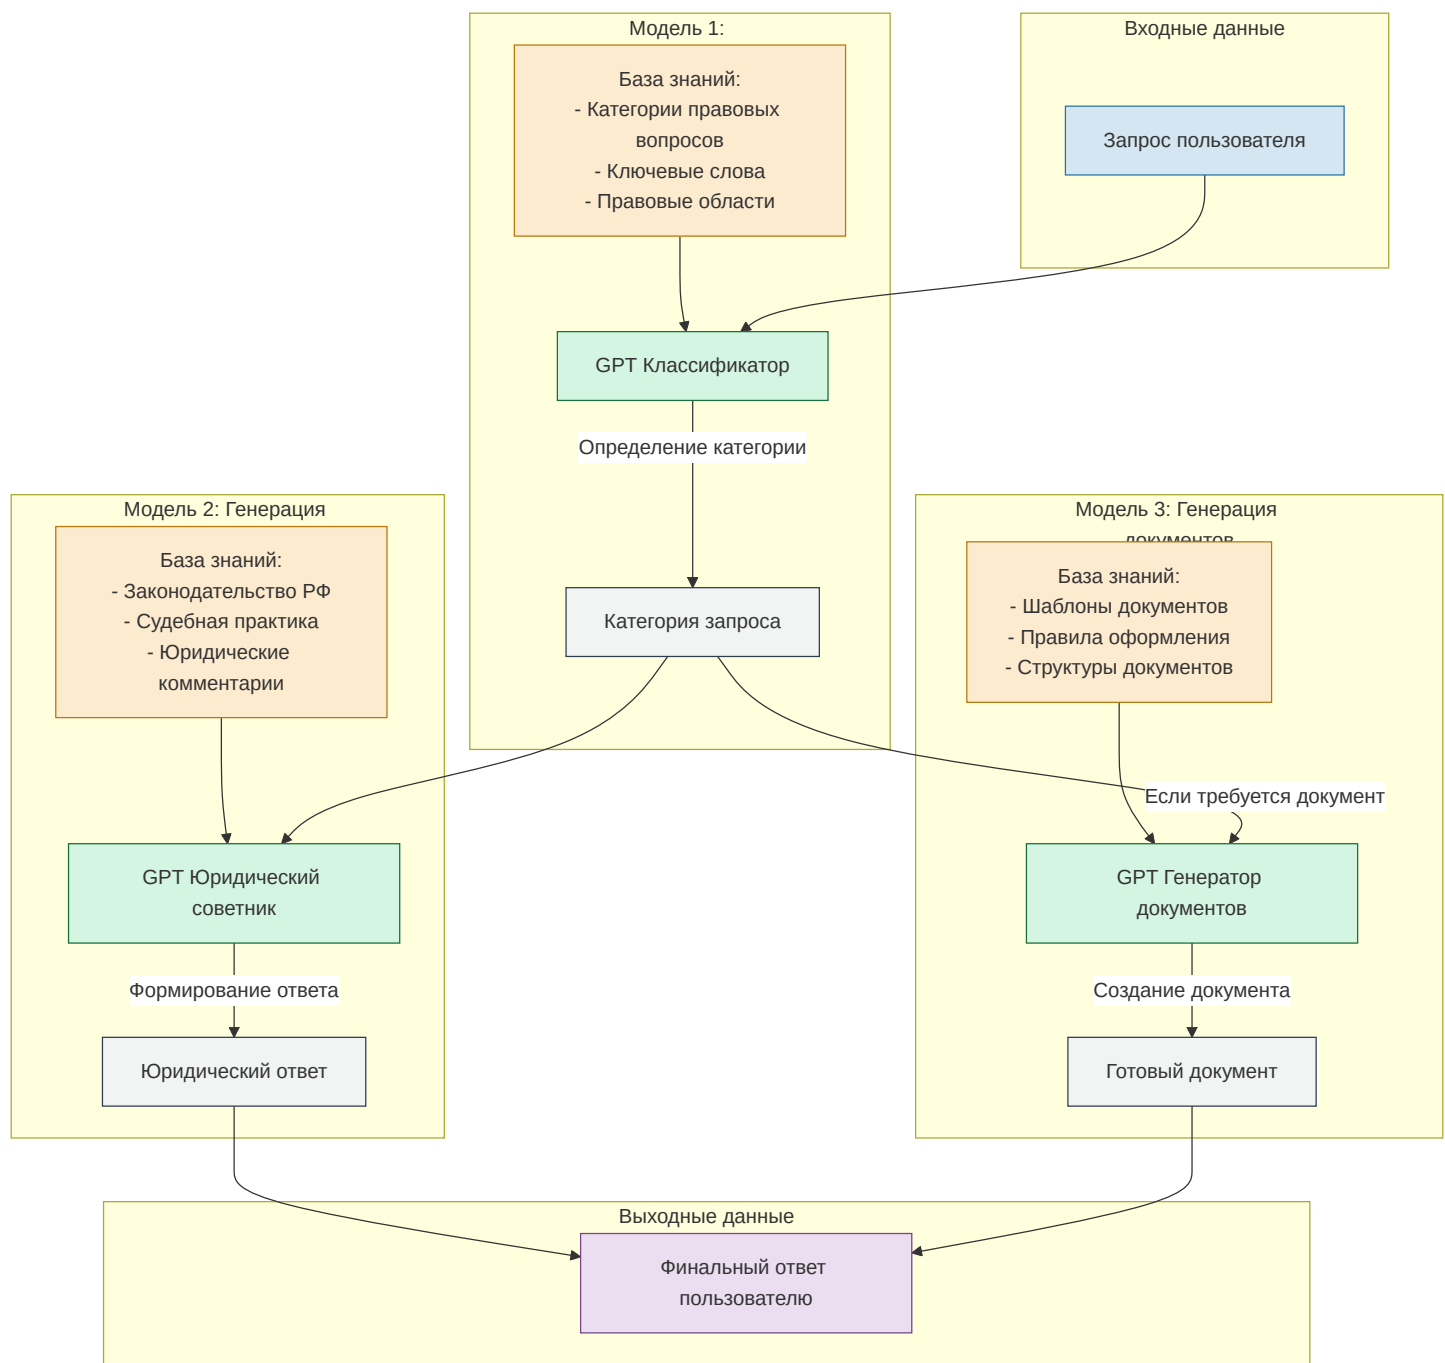 Модель 1:
База знаний:
- Категории правовых
вопросов
- Ключевые слова
- Правовые области
Входные данные
Запрос пользователя
GPT Классификатор
Определение категории
Категория запроса
Модель 2: Генерация
База знаний:
- Законодательство РФ
- Судебная практика
- Юридические
комментарии
GPT Юридический
советник
Формирование ответа
Юридический ответ
Модель 3: Генерация
документов
База знаний:
- Шаблоны документов
- Правила оформления
- Структуры документов
Если требуется документ
GPT Генератор
документов
Создание документа
Готовый документ
Выходные данные
Финальный ответ
пользователю